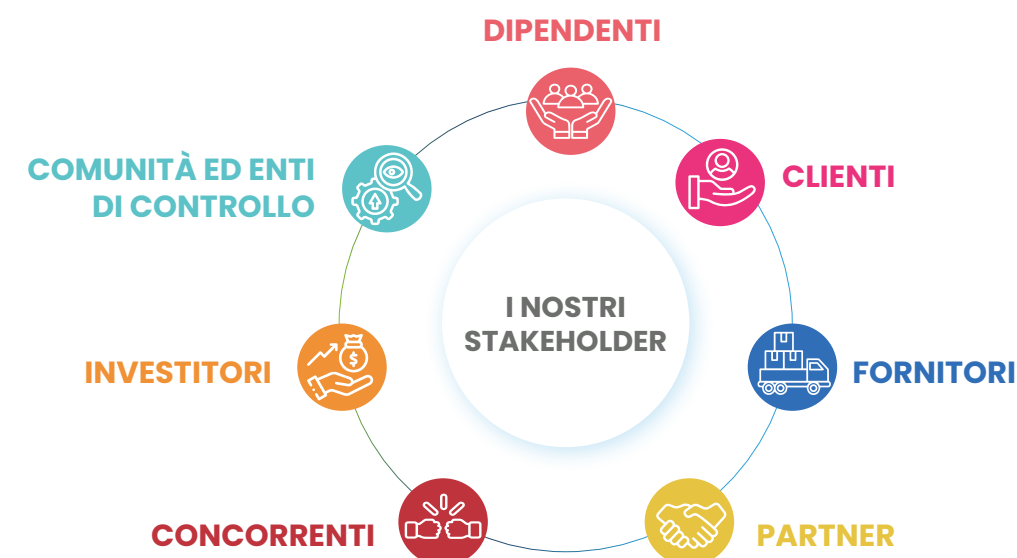 DIPENDENTI
CLIENTI
COMUNITÀ ED ENTI
DI CONTROLLO
I NOSTRI
STAKEHOLDER
INVESTITORI
FORNITORI
CONCORRENTI
PARTNER